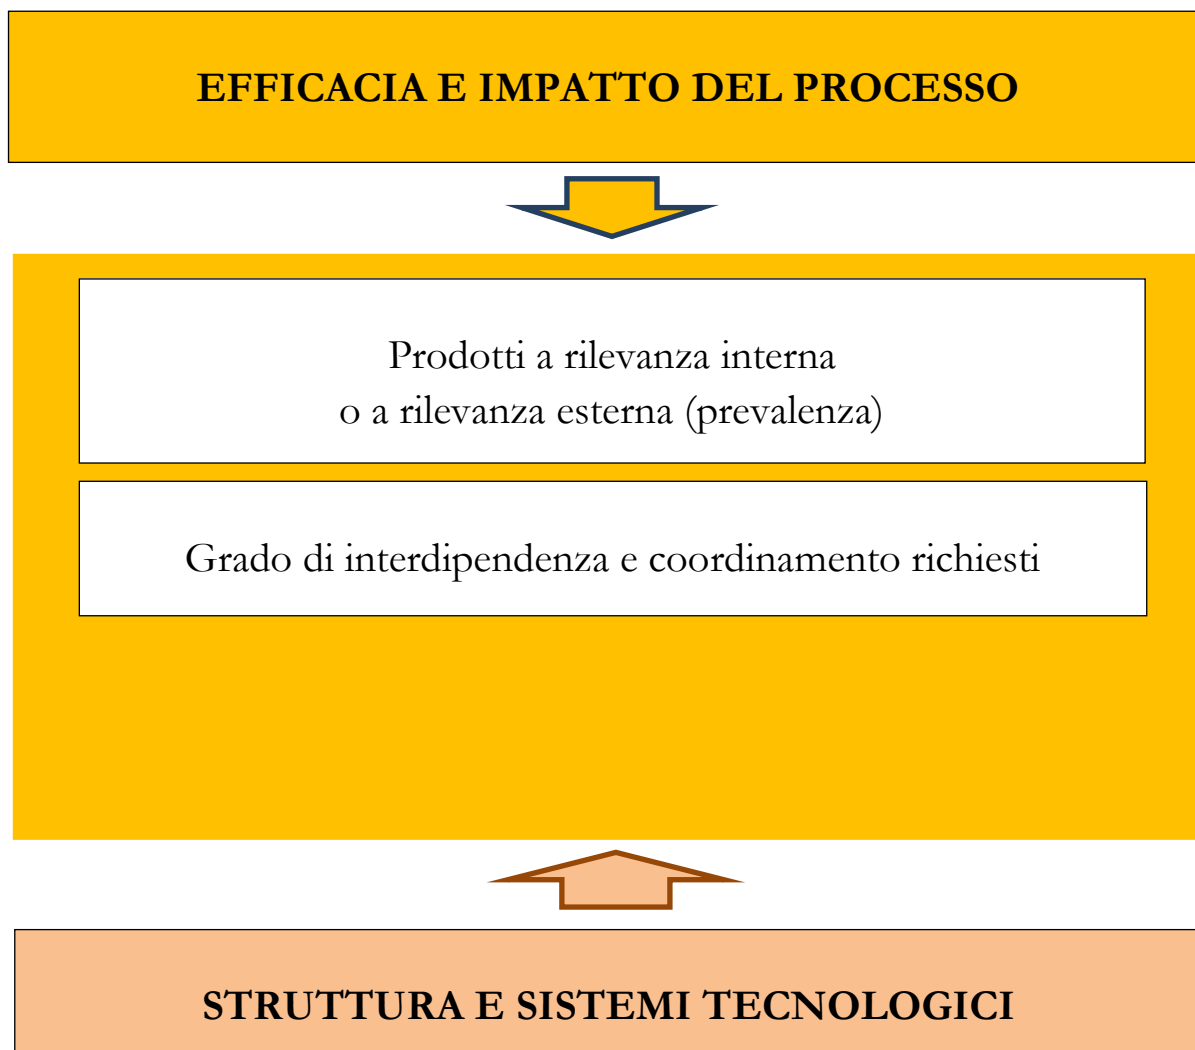 EFFICACIA E IMPATTO DEL PROCESSO
Prodotti a rilevanza interna
o a rilevanza esterna (prevalenza)
Grado di interdipendenza e coordinamento richiesti
STRUTTURA E SISTEMI TECNOLOGICI